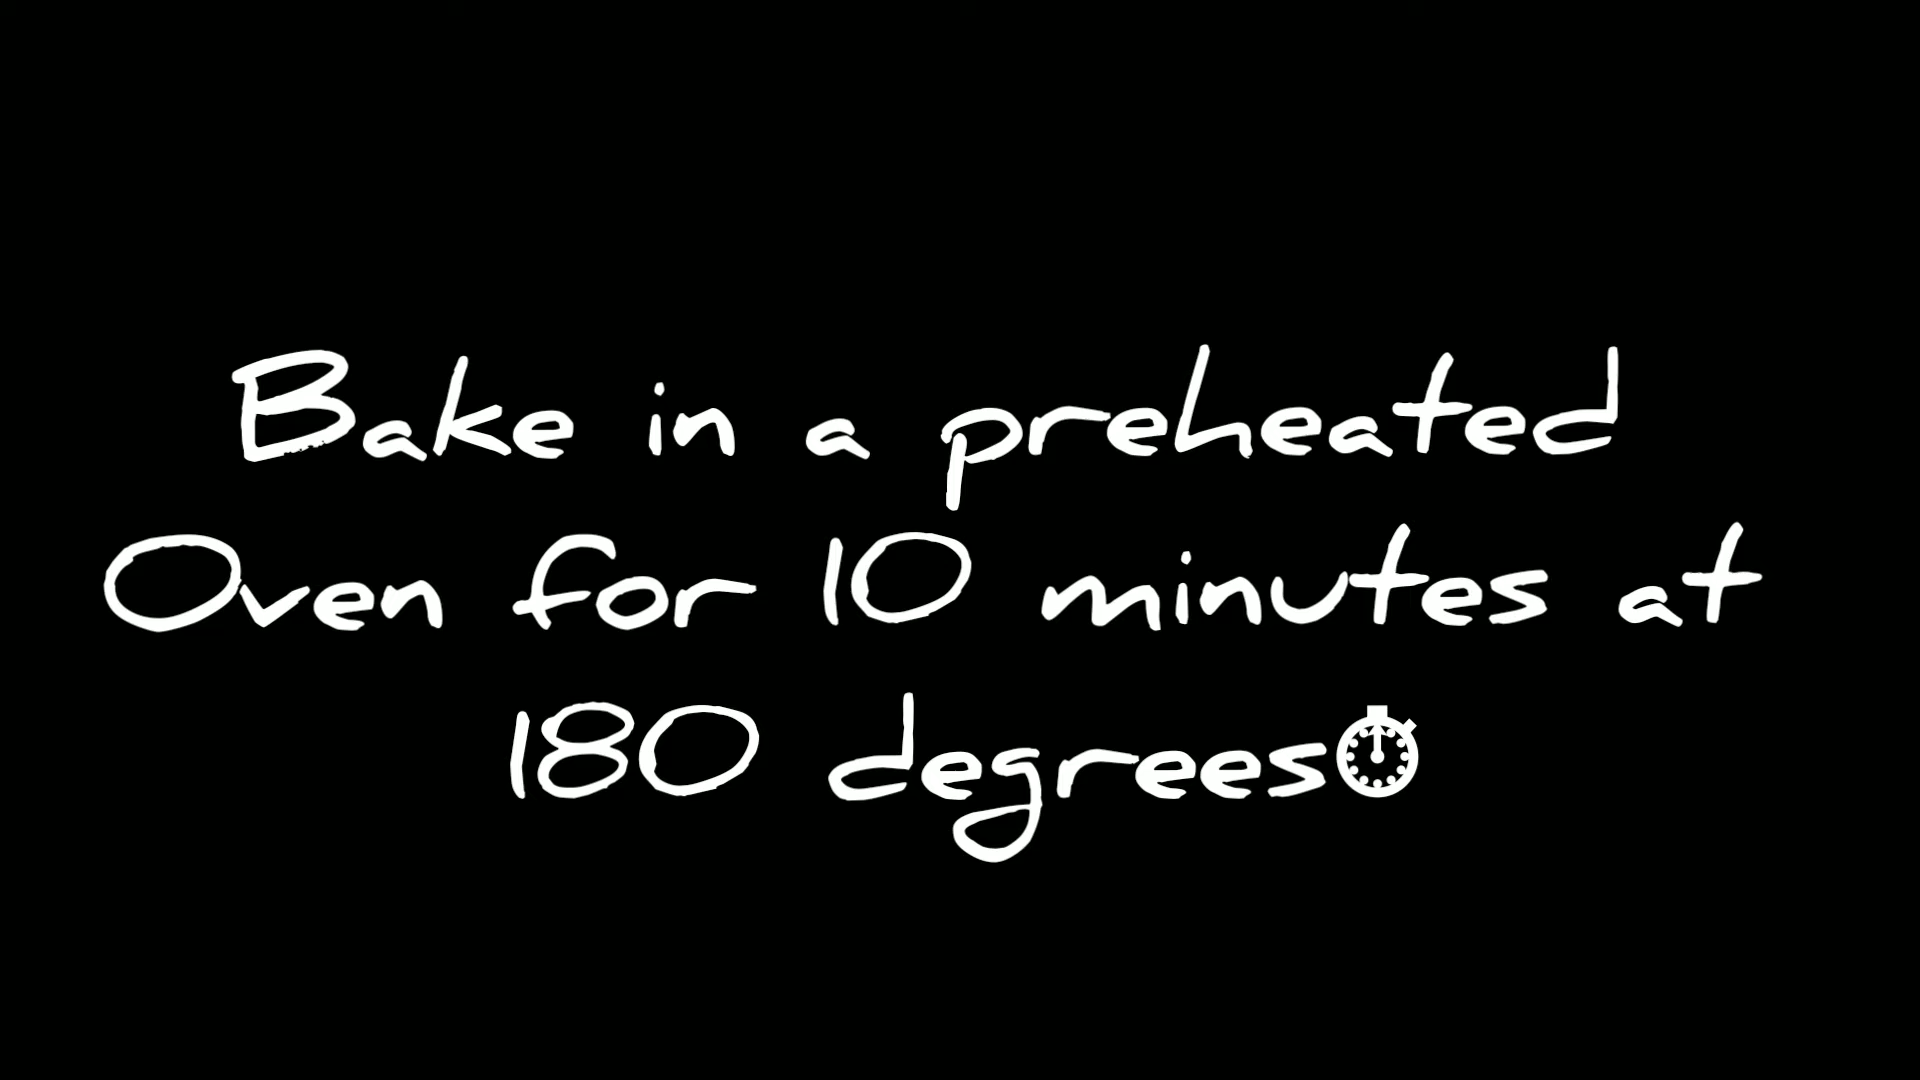 Bake in a preheated
Oven for 10 minutes at
180 degrees⏱